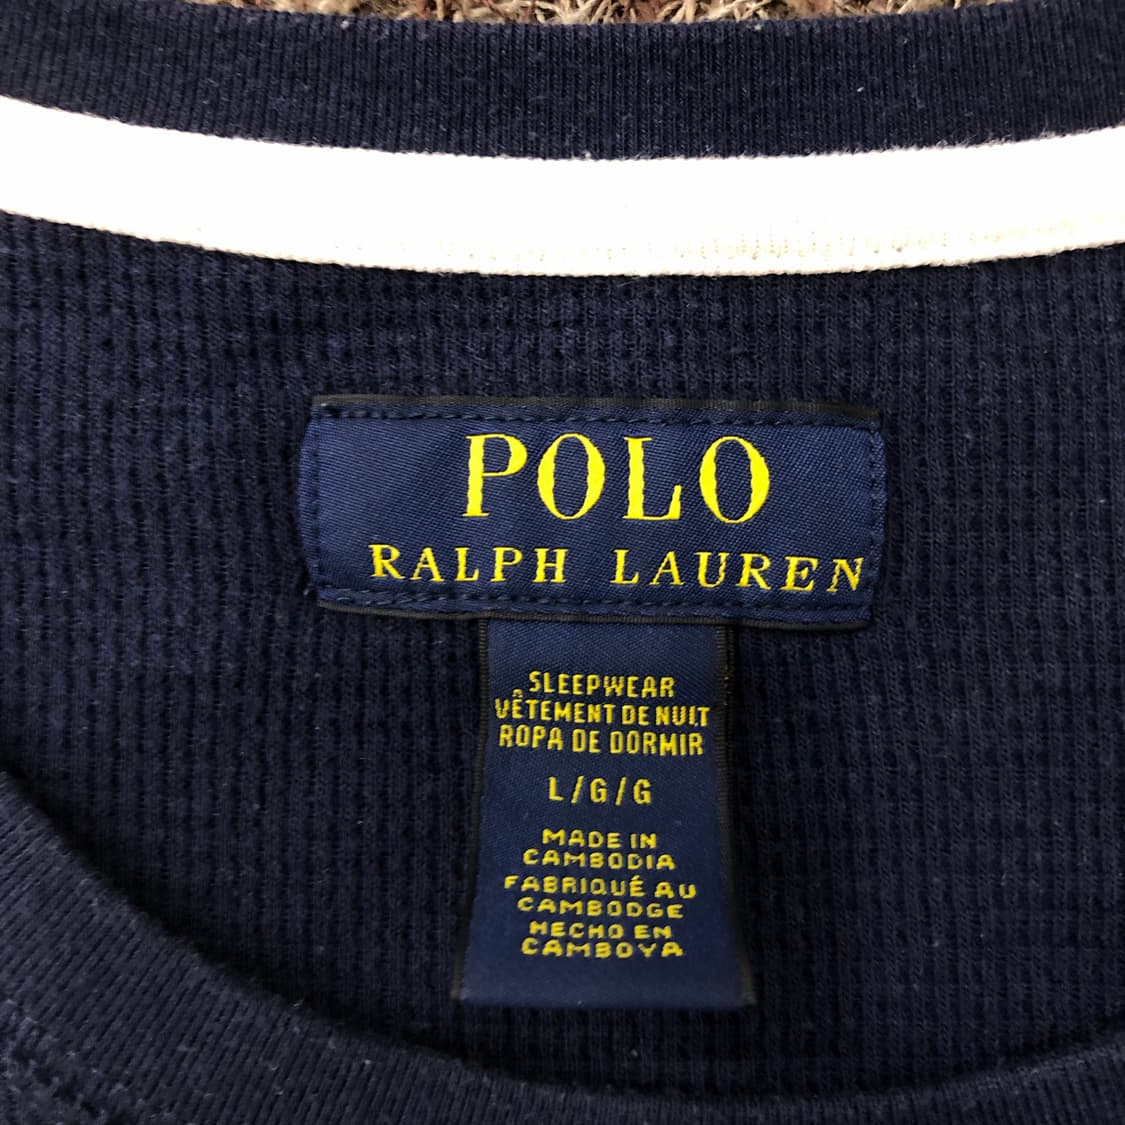 POLO
RALPH LAUREN
SLEEPWEAR
VÊTEMENT DE NUIT
ROPA DE DORMIR
L/G/G
MADE IN
CAMBODIA
FABRIQUÉ AU
CAMBODGE
HECHO EN
CAMBOYA